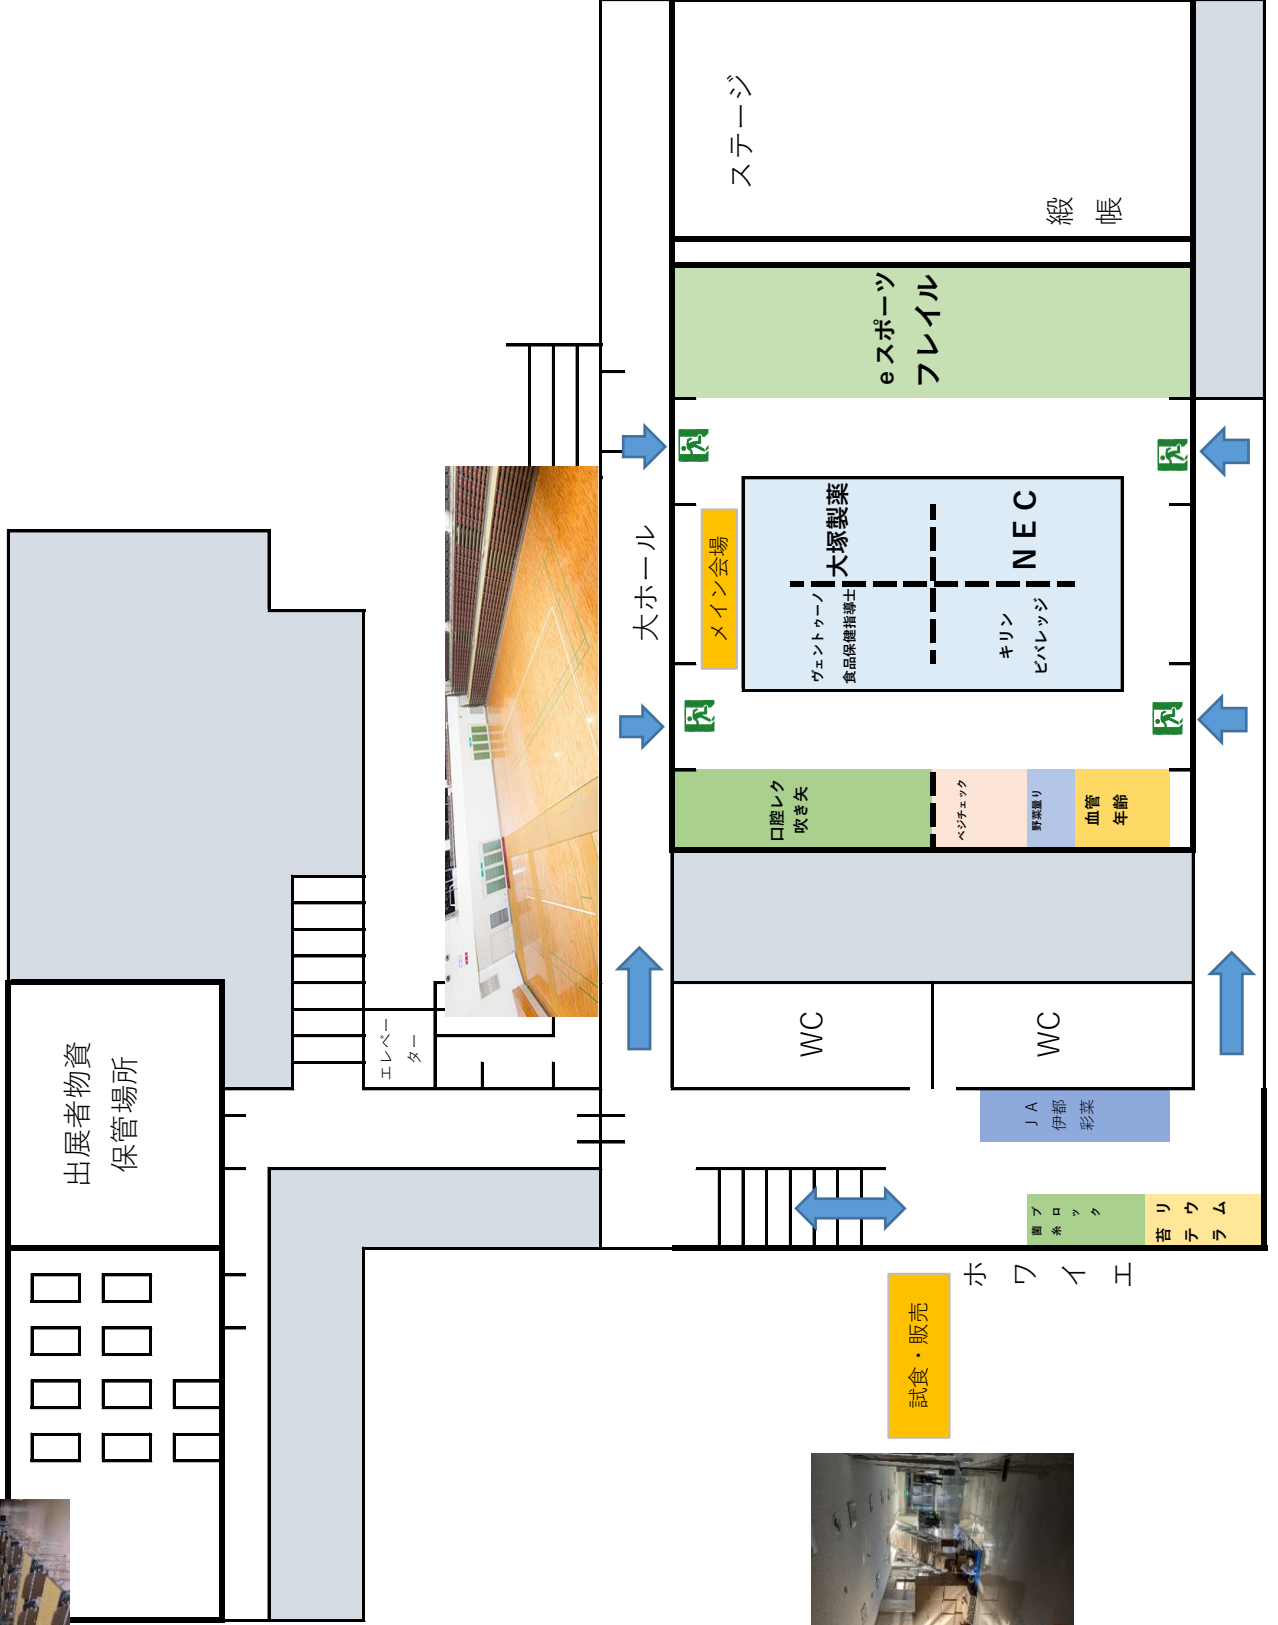 出展者物資
保管場所
エレベー
ター
大ホール
メイン会場
ステージ
緞帳
eスポーツ
フレイル
大塚製薬
ヴェントゥーノ
食品保健指導士
キリン
ビバレッジ
NEC
口腔レク
吹き矢
ベジチェック
野菜量り
血管
年齢
WC
WC
JA
伊都
彩菜
菌糸
ブロック
苔テラ
リウム
ホワイエ
試食・販売